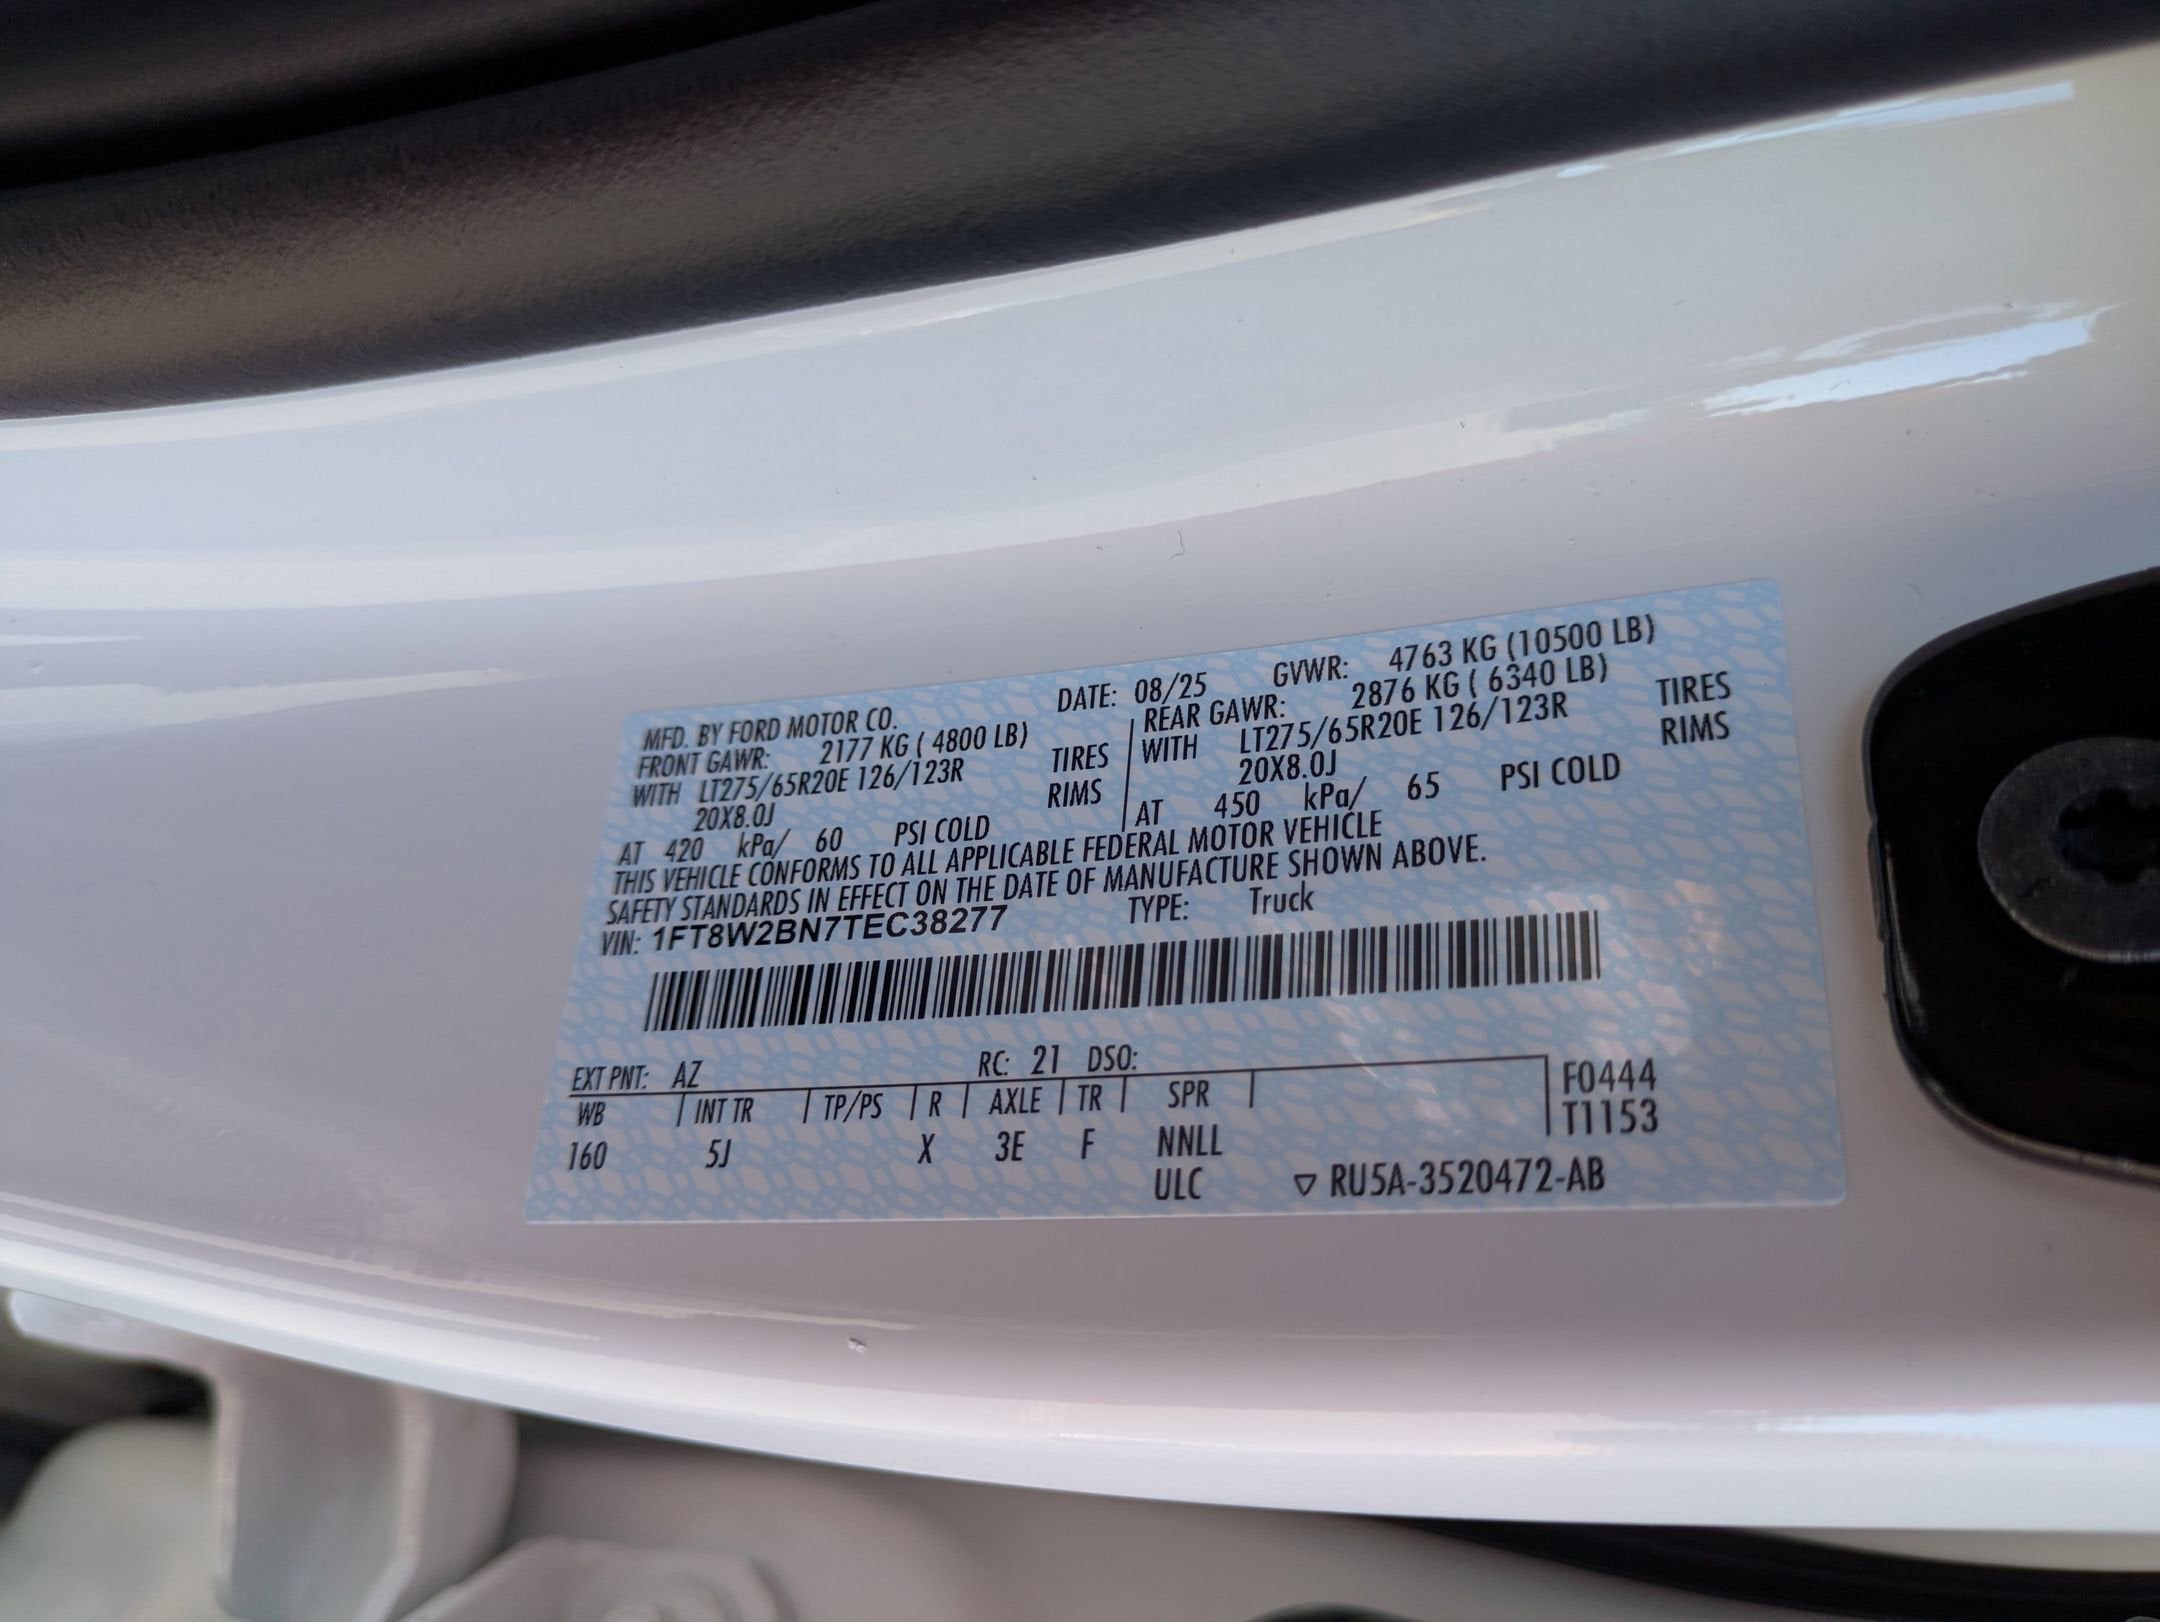 MFD. BY FORD MOTOR CO. DATE: 08/25 GVWR: 4763 KG (10500 LB)
FRONT GAWR: 2177 KG ( 4800 LB)
WITH LT275/65R20E 126/123R TIRES
20X8.0J RIMS
AT 420 kPa/ 60 PSI COLD
REAR GAWR: 2876 KG ( 6340 LB)
WITH LT275/65R20E 126/123R TIRES
20X8.0J RIMS
AT 450 kPa/ 65 PSI COLD
THIS VEHICLE CONFORMS TO ALL APPLICABLE FEDERAL MOTOR VEHICLE
SAFETY STANDARDS IN EFFECT ON THE DATE OF MANUFACTURE SHOWN ABOVE.
VIN: 1FT8W2BN7TEC38277 TYPE: Truck
EXT PNT: AZ RC: 21 DSO:
WB INT TR TP/PS R AXLE TR SPR
160 5J X 3E F NNLL
ULC ▽ RU5A-3520472-AB
F0444
T1153